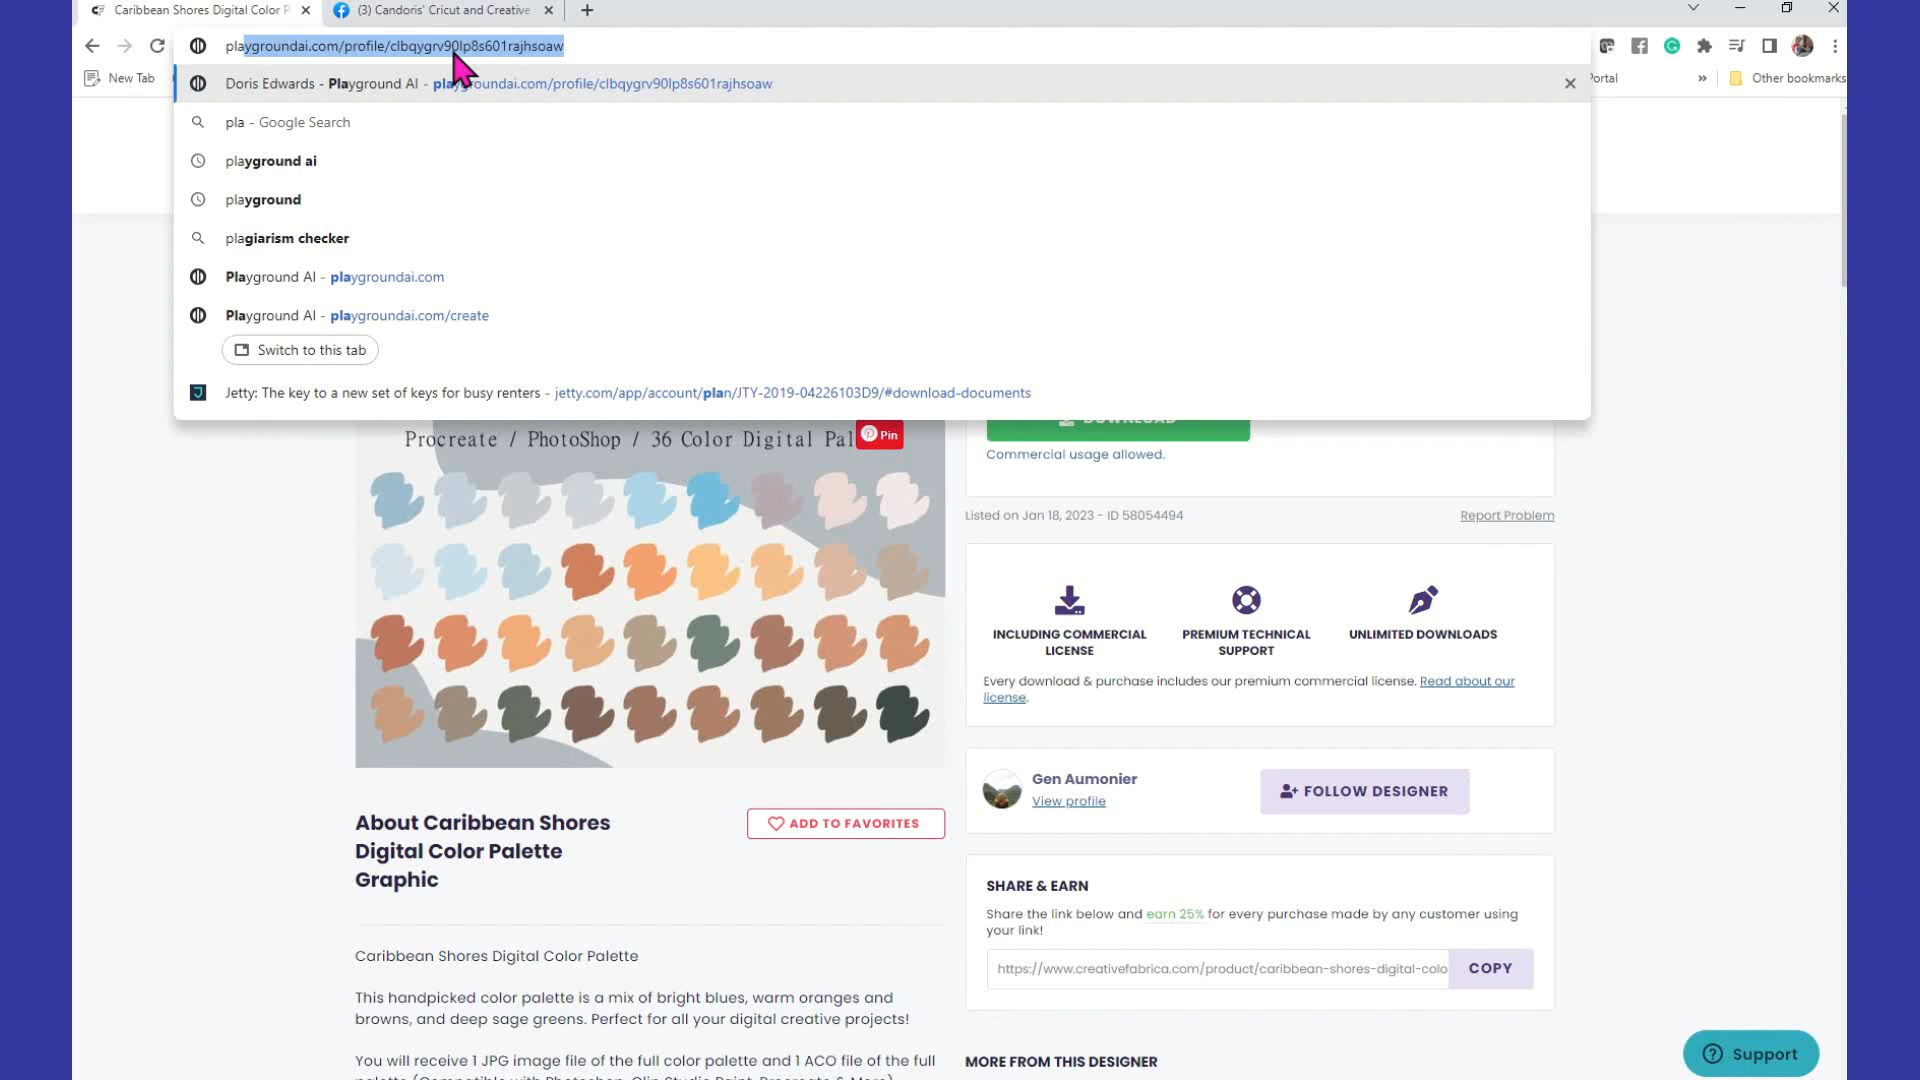 Caribbean Shores Digital Color P
(3) Candoris' Cricut and Creative
playgroundai.com/profile/clbqygrv90lp8s601rajhsoaw
New Tab
Portal
»
Other bookmarks
Doris Edwards - Playground AI - playgroundai.com/profile/clbqygrv90lp8s601rajhsoaw
pla - Google Search
playground ai
playground
plagiarism checker
Playground AI - playgroundai.com
Playground AI - playgroundai.com/create
Switch to this tab
Jetty: The key to a new set of keys for busy renters - jetty.com/app/account/plan/JTY-2019-04226103D9/#download-documents
Procreate / PhotoShop / 36 Color Digital Pal
Pin
DOWNLOAD
Commercial usage allowed.
Listed on Jan 18, 2023 - ID 58054494
Report Problem
INCLUDING COMMERCIAL LICENSE
PREMIUM TECHNICAL SUPPORT
UNLIMITED DOWNLOADS
Every download & purchase includes our premium commercial license. Read about our
license.
Gen Aumonier
View profile
FOLLOW DESIGNER
About Caribbean Shores
Digital Color Palette
Graphic
ADD TO FAVORITES
SHARE & EARN
Share the link below and earn 25% for every purchase made by any customer using
your link!
https://www.creativefabrica.com/product/caribbean-shores-digital-colo
COPY
Caribbean Shores Digital Color Palette
This handpicked color palette is a mix of bright blues, warm oranges and
browns, and deep sage greens. Perfect for all your digital creative projects!
You will receive 1 JPG image file of the full color palette and 1 ACO file of the full
palette (Compatible with Photoshop, Clip Studio Paint, Procreate & More)
MORE FROM THIS DESIGNER
Support